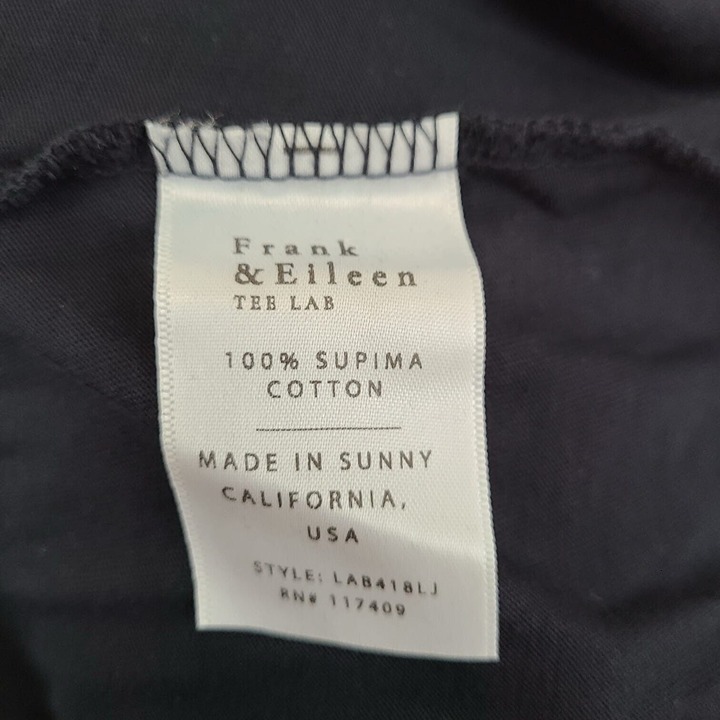 Frank
& Eileen
TEE LAB
100% SUPIMA
COTTON
MADE IN SUNNY
CALIFORNIA,
USA
STYLE: LAB418LJ
RN# 117409